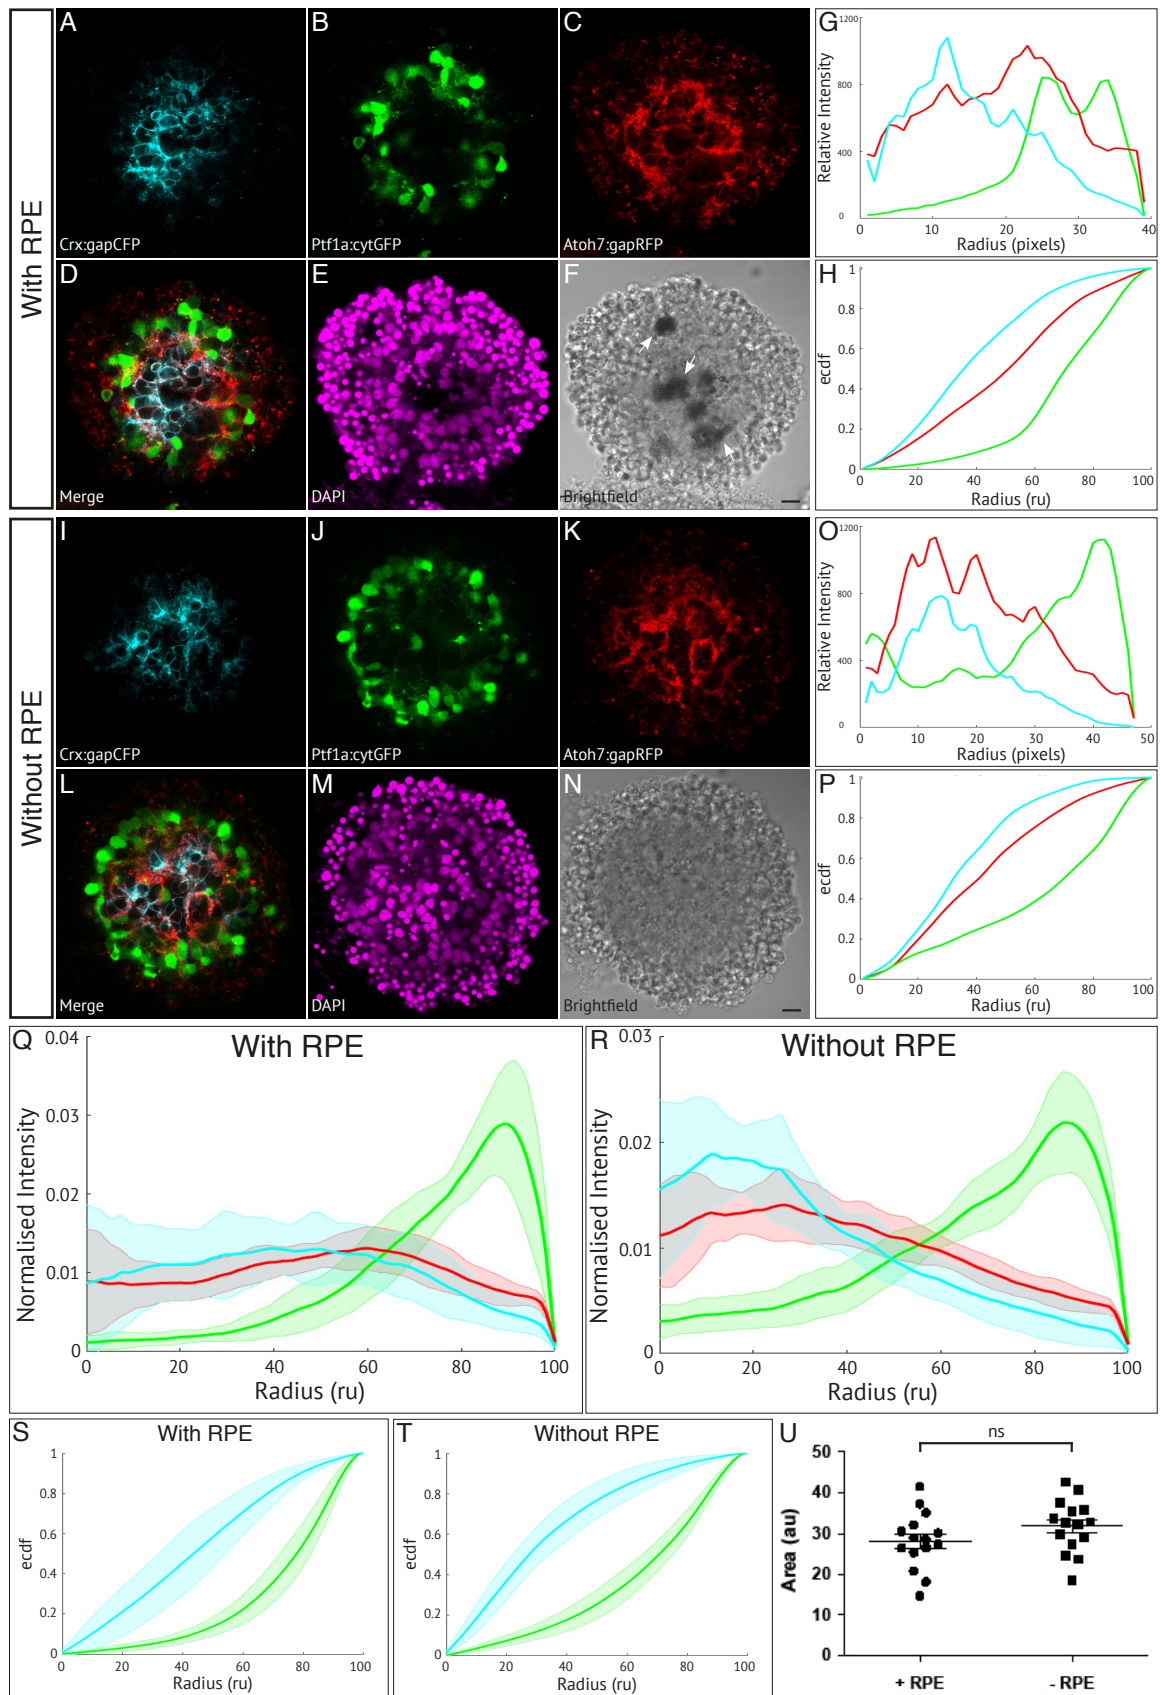 With RPE
A
Crx:gapCFP
B
Ptf1a:cytGFP
C
Atoh7:gapRFP
D
Merge
E
DAPI
F
Brightfield
G
Relative Intensity
1200
800
400
0
10 20 30 40
Radius (pixels)
H
ecdf
1
0.8
0.6
0.4
0.2
0
0 20 40 60 80 100
Radius (ru)
Without RPE
I
Crx:gapCFP
J
Ptf1a:cytGFP
K
Atoh7:gapRFP
L
Merge
M
DAPI
N
Brightfield
O
Relative Intensity
1200
800
400
0
0 10 20 30 40 50
Radius (pixels)
P
ecdf
1
0.8
0.6
0.4
0.2
0
0 20 40 60 80 100
Radius (ru)
Q
With RPE
Normalised Intensity
0.04
0.03
0.02
0.01
0
0 20 40 60 80 100
Radius (ru)
R
Without RPE
Normalised Intensity
0.03
0.02
0.01
0
0 20 40 60 80 100
Radius (ru)
S
With RPE
ecdf
1
0.8
0.6
0.4
0.2
0
0 20 40 60 80 100
Radius (ru)
T
Without RPE
ecdf
1
0.8
0.6
0.4
0.2
0
0 20 40 60 80 100
Radius (ru)
U
ns
Area (au)
50
40
30
20
10
0
+ RPE
- RPE